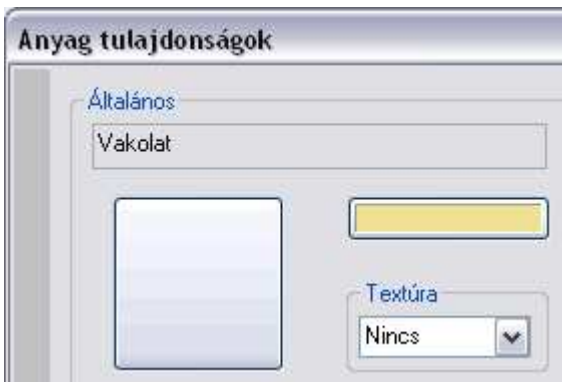 Anyag tulajdonságok
Általános
Vakolat
Textúra
Nincs